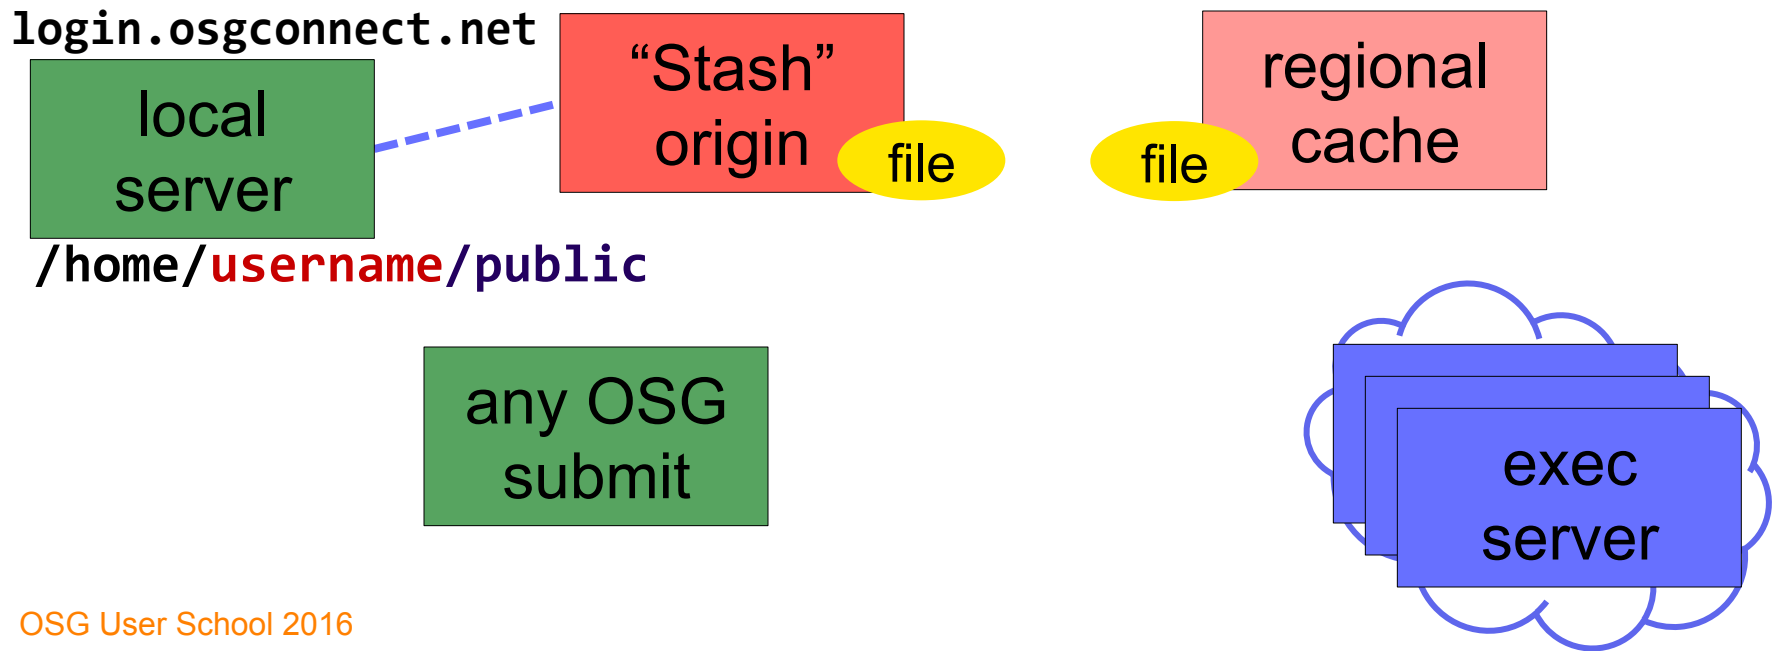 login.osgconnect.net
local
server
“Stash”
origin
file
file
regional
cache
/home/username/public
any OSG
submit
exec
server
OSG User School 2016